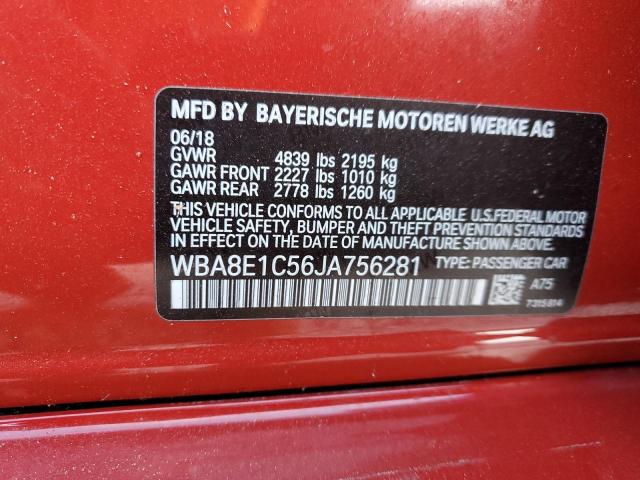 MFD BY BAYERISCHE MOTOREN WERKE AG
06/18
GVWR 4839 lbs 2195 kg
GAWR FRONT 2227 lbs 1010 kg
GAWR REAR 2778 lbs 1260 kg
THIS VEHICLE CONFORMS TO ALL APPLICABLE U.S.FEDERAL MOTOR
VEHICLE SAFETY, BUMPER AND THEFT PREVENTION STANDARDS
IN EFFECT ON THE DATE OF MANUFACTURE SHOWN ABOVE.
WBA8E1C56JA756281 TYPE: PASSENGER CAR
A75
7315814